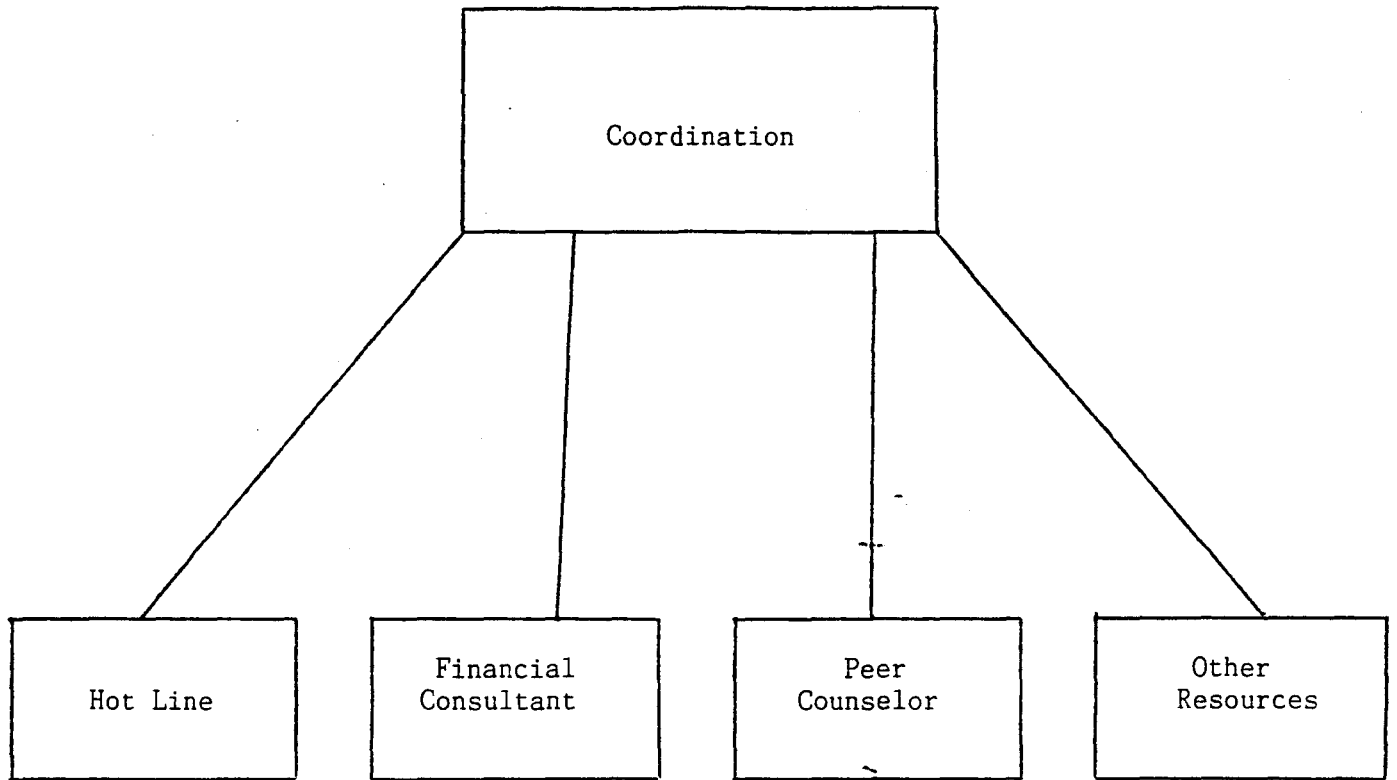 Coordination
Hot Line
Financial
Consultant
Peer
Counselor
Other
Resources